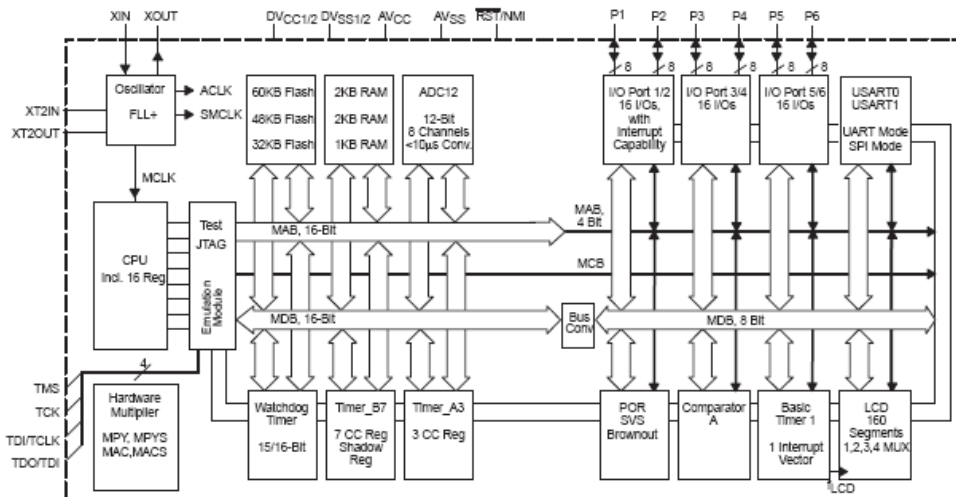 XIN
XOUT
DVCC1/2
DVSS1/2
AVCC
AVSS
RST/NMI
P1
P2
P3
P4
P5
P6
8
8
8
8
8
8
Oscillator
FLL+
ACLK
SMCLK
XT2IN
XT2OUT
MCLK
60KB Flash
48KB Flash
32KB Flash
2KB RAM
2KB RAM
1KB RAM
ADC12
12-Bit
8 Channels
<10µs Conv.
I/O Port 1/2
16 I/Os,
with
Interrupt
Capability
I/O Port 3/4
16 I/Os
I/O Port 5/6
16 I/Os
USART0
USART1
UART Mode
SPI Mode
CPU
Incl. 16 Reg
Test
JTAG
Emulation
Module
MAB, 16-Bit
MAB,
4 Bit
MCB
MDB, 16-Bit
Bus
Conv
MDB, 8 Bit
4
TMS
TCK
TDI/TCLK
TDO/TDI
Hardware
Multiplier
MPY, MPYS
MAC,MACS
Watchdog
Timer
15/16-Bit
Timer_B7
7 CC Reg
Shadow
Reg
Timer_A3
3 CC Reg
POR
SVS
Brownout
Comparator
A
Basic
Timer 1
1 Interrupt
Vector
LCD
160
Segments
1,2,3,4 MUX
fLCD